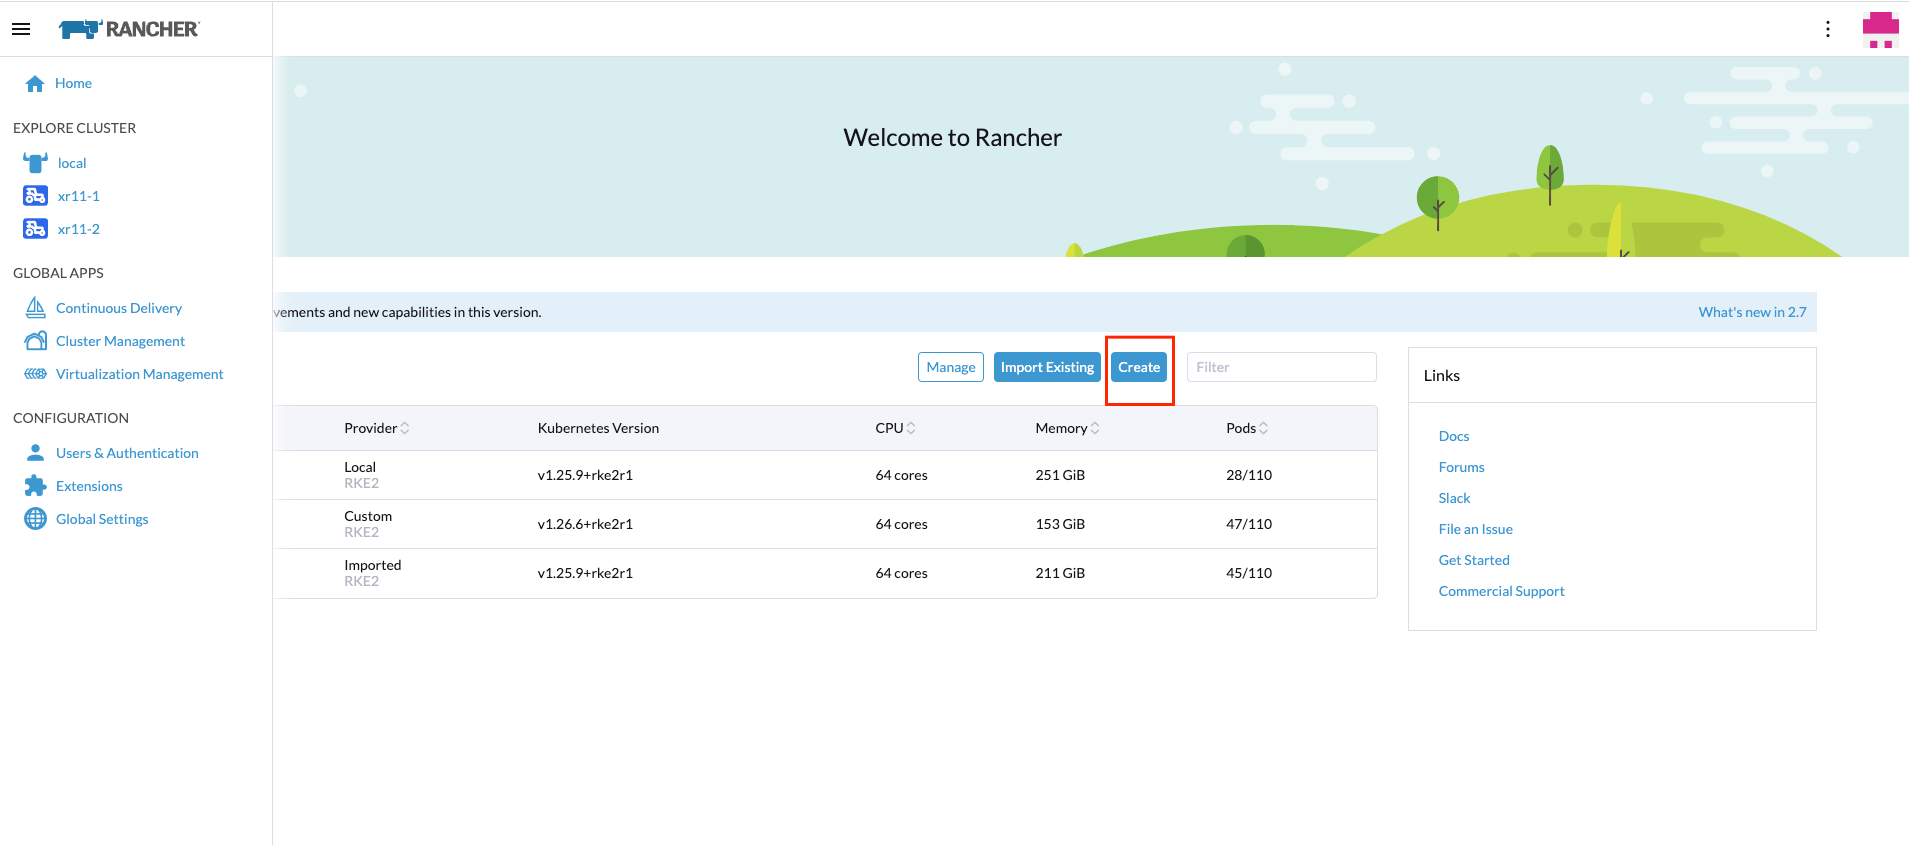 RANCHER
Home
EXPLORE CLUSTER
local
xr11-1
xr11-2
GLOBAL APPS
Continuous Delivery
Cluster Management
Virtualization Management
CONFIGURATION
Users & Authentication
Extensions
Global Settings
Welcome to Rancher
vements and new capabilities in this version. What's new in 2.7
Manage Import Existing Create Filter
Provider Kubernetes Version CPU Memory Pods
Local
RKE2 v1.25.9+rke2r1 64 cores 251 GiB 28/110
Custom
RKE2 v1.26.6+rke2r1 64 cores 153 GiB 47/110
Imported
RKE2 v1.25.9+rke2r1 64 cores 211 GiB 45/110
Links
Docs
Forums
Slack
File an Issue
Get Started
Commercial Support